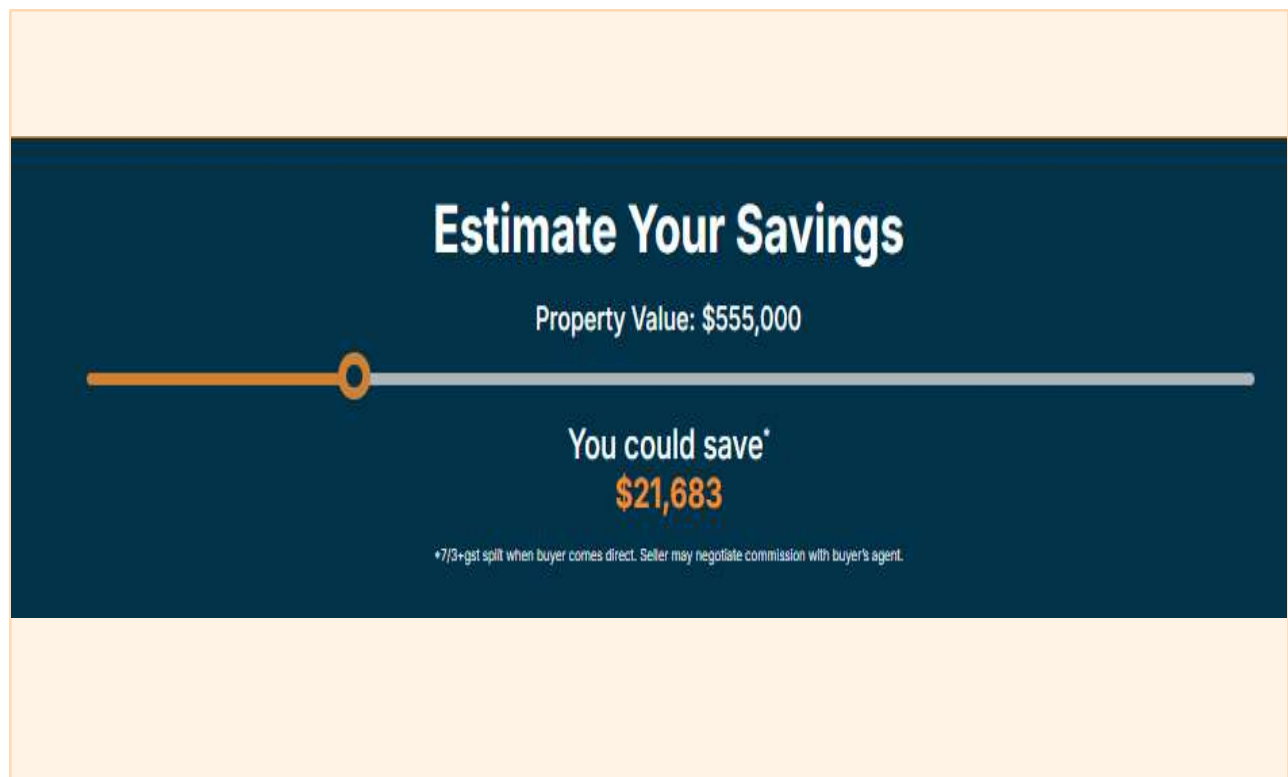 Estimate Your Savings
Property Value: $555,000
You could save*
$21,683
*7/3+gst split when buyer comes direct. Seller may negotiate commission with buyer's agent.